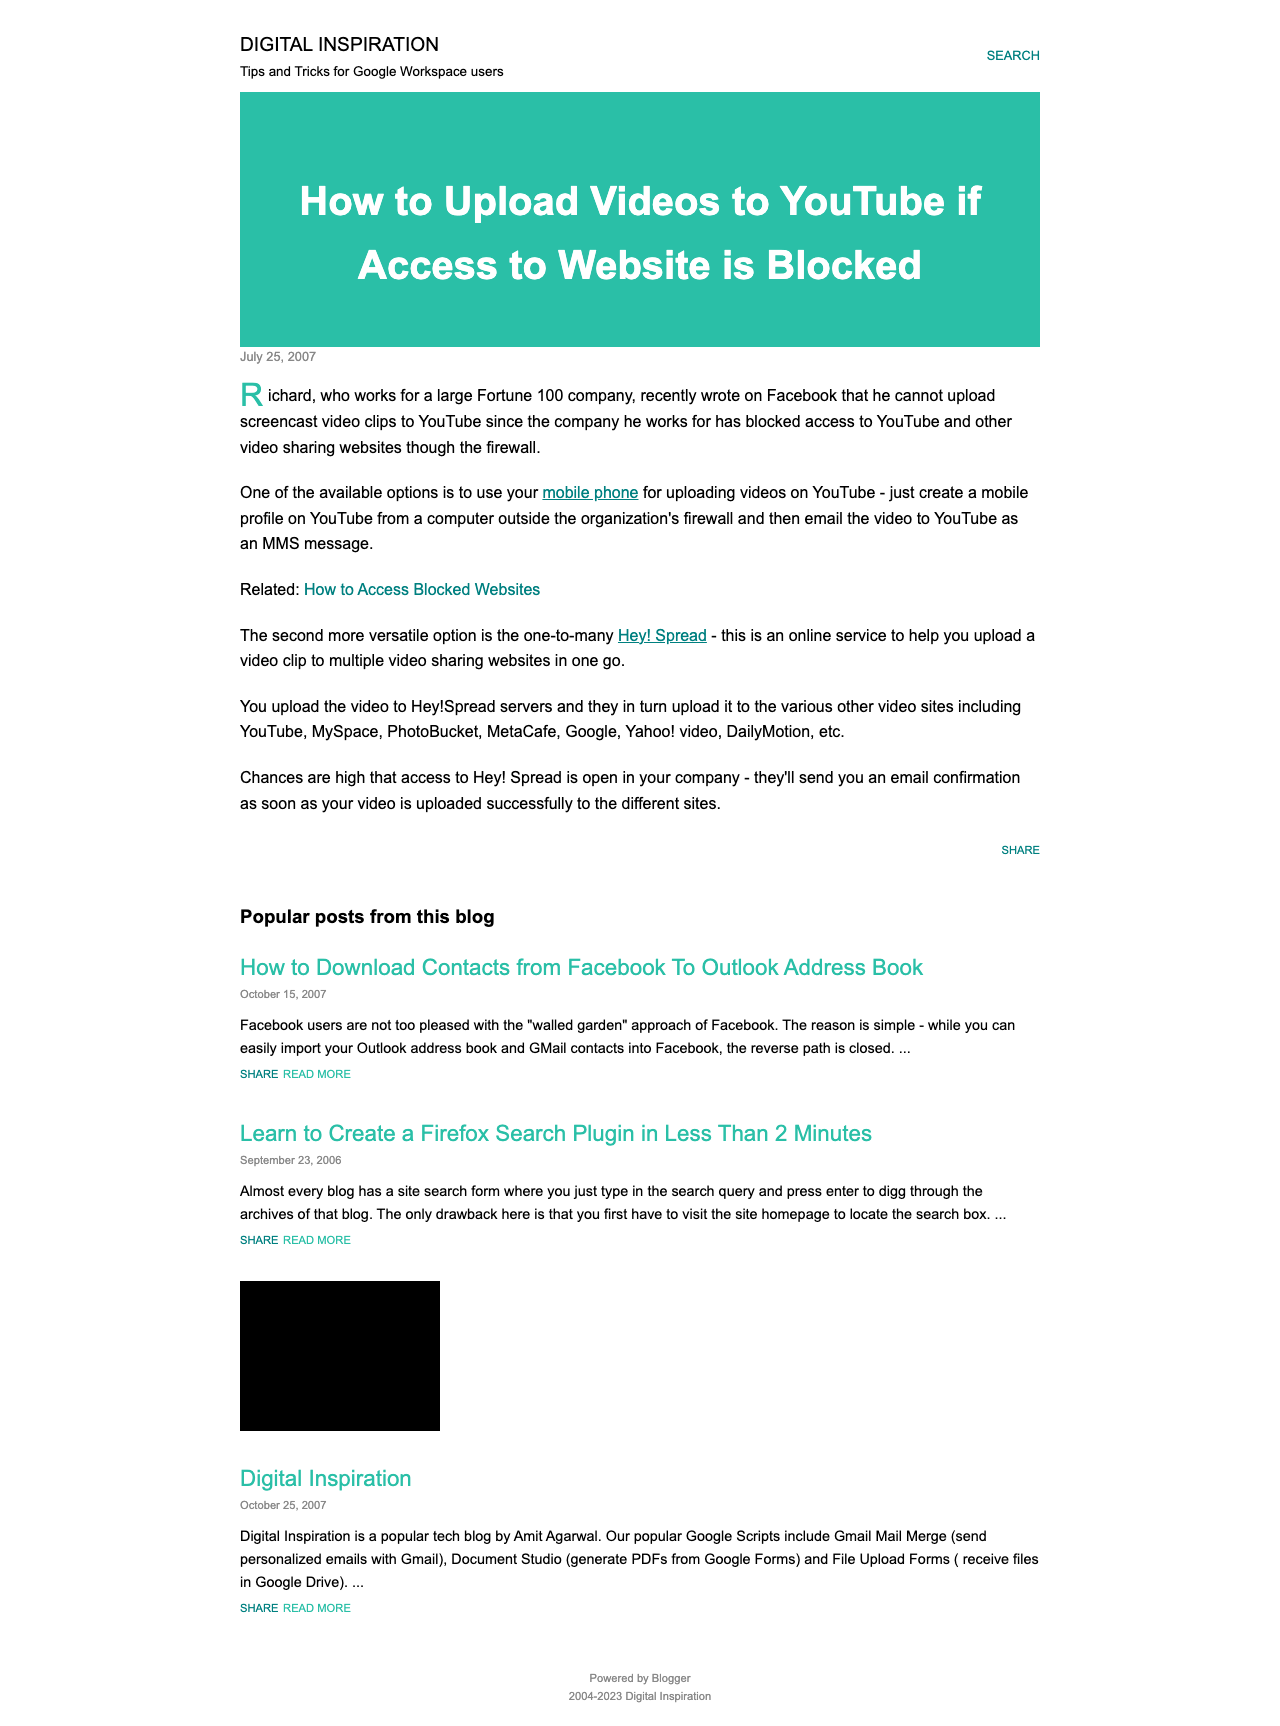 DIGITAL INSPIRATION
SEARCH
Tips and Tricks for Google Workspace users
How to Upload Videos to YouTube if
Access to Website is Blocked
July 25, 2007
Richard, who works for a large Fortune 100 company, recently wrote on Facebook that he cannot upload
screencast video clips to YouTube since the company he works for has blocked access to YouTube and other
video sharing websites though the firewall.
One of the available options is to use your mobile phone for uploading videos on YouTube - just create a mobile
profile on YouTube from a computer outside the organization's firewall and then email the video to YouTube as
an MMS message.
Related: How to Access Blocked Websites
The second more versatile option is the one-to-many Hey! Spread - this is an online service to help you upload a
video clip to multiple video sharing websites in one go.
You upload the video to Hey!Spread servers and they in turn upload it to the various other video sites including
YouTube, MySpace, PhotoBucket, MetaCafe, Google, Yahoo! video, DailyMotion, etc.
Chances are high that access to Hey! Spread is open in your company - they'll send you an email confirmation
as soon as your video is uploaded successfully to the different sites.
SHARE
Popular posts from this blog
How to Download Contacts from Facebook To Outlook Address Book
October 15, 2007
Facebook users are not too pleased with the "walled garden" approach of Facebook. The reason is simple - while you can
easily import your Outlook address book and GMail contacts into Facebook, the reverse path is closed. ...
SHARE READ MORE
Learn to Create a Firefox Search Plugin in Less Than 2 Minutes
September 23, 2006
Almost every blog has a site search form where you just type in the search query and press enter to digg through the
archives of that blog. The only drawback here is that you first have to visit the site homepage to locate the search box. ...
SHARE READ MORE
Digital Inspiration
October 25, 2007
Digital Inspiration is a popular tech blog by Amit Agarwal. Our popular Google Scripts include Gmail Mail Merge (send
personalized emails with Gmail), Document Studio (generate PDFs from Google Forms) and File Upload Forms ( receive files
in Google Drive). ...
SHARE READ MORE
Powered by Blogger
2004-2023 Digital Inspiration